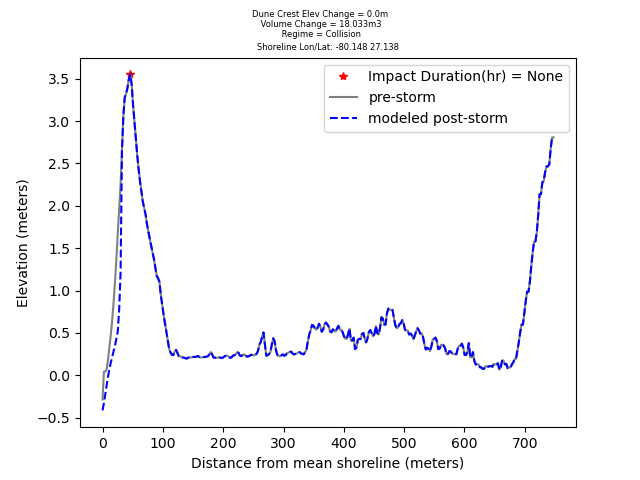 Dune Crest Elev Change = 0.0m
Volume Change = 18.033m3
Regime = Collision
Shoreline Lon/Lat: -80.148 27.138
Impact Duration(hr) = None
pre-storm
modeled post-storm
Elevation (meters)
3.5
3.0
2.5
2.0
1.5
1.0
0.5
0.0
−0.5
0 100 200 300 400 500 600 700
Distance from mean shoreline (meters)